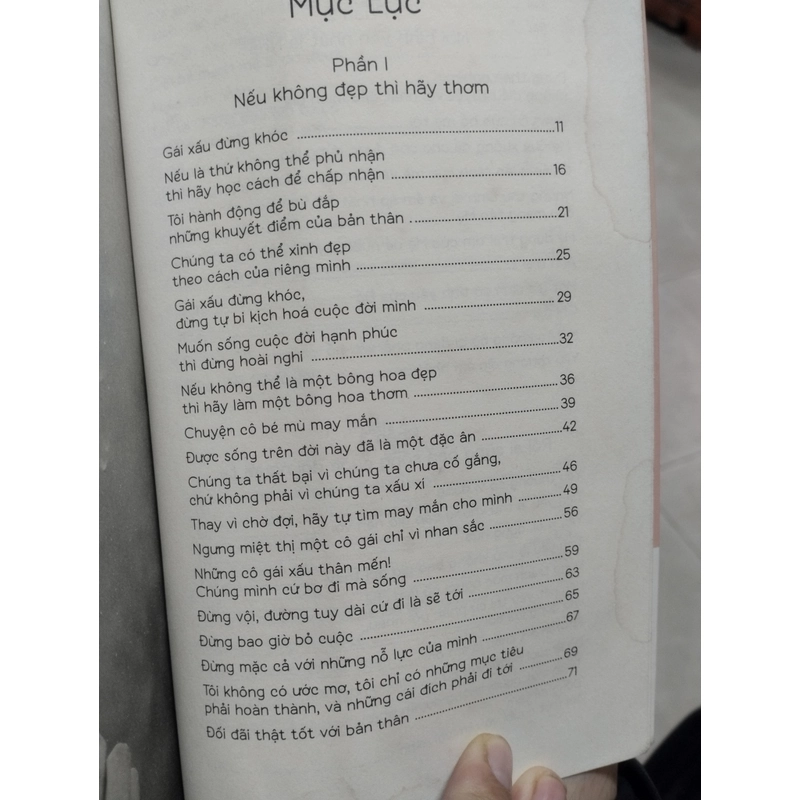 Mục Lục
Phần I
Nếu không đẹp thì hãy thơm
Gái xấu đừng khóc ........ 11
Nếu là thứ không thể phủ nhận
thì hãy học cách để chấp nhận ........ 16
Tôi hành động để bù đắp
những khuyết điểm của bản thân ........ 21
Chúng ta có thể xinh đẹp
theo cách của riêng mình ........ 25
Gái xấu đừng khóc,
đừng tự bi kịch hoá cuộc đời mình ........ 29
Muốn sống cuộc đời hạnh phúc
thì đừng hoài nghi ........ 32
Nếu không thể là một bông hoa đẹp
thì hãy làm một bông hoa thơm ........ 36
Chuyện cô bé mù may mắn ........ 39
Được sống trên đời này đã là một đặc ân ........ 42
Chúng ta thất bại vì chúng ta chưa cố gắng,
chứ không phải vì chúng ta xấu xí ........ 46
Thay vì chờ đợi, hãy tự tìm may mắn cho mình ........ 49
Ngưng miệt thị một cô gái chỉ vì nhan sắc ........ 56
Những cô gái xấu thân mến!
Chúng mình cứ bơ đi mà sống ........ 59
Đừng vội, đường tuy dài cứ đi là sẽ tới ........ 63
Đừng bao giờ bỏ cuộc ........ 65
Đừng mặc cả với những nỗ lực của mình ........ 67
Tôi không có ước mơ, tôi chỉ có những mục tiêu
phải hoàn thành, và những cái đích phải đi tới ........ 69
Đối đãi thật tốt với bản thân ........ 71